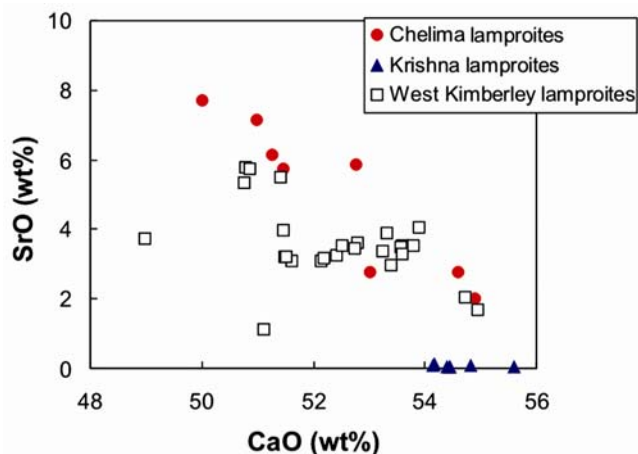 10
8
6
4
2
0
SrO (wt%)
Chelima lamproites
Krishna lamproites
West Kimberley lamproites
48 50 52 54 56
CaO (wt%)